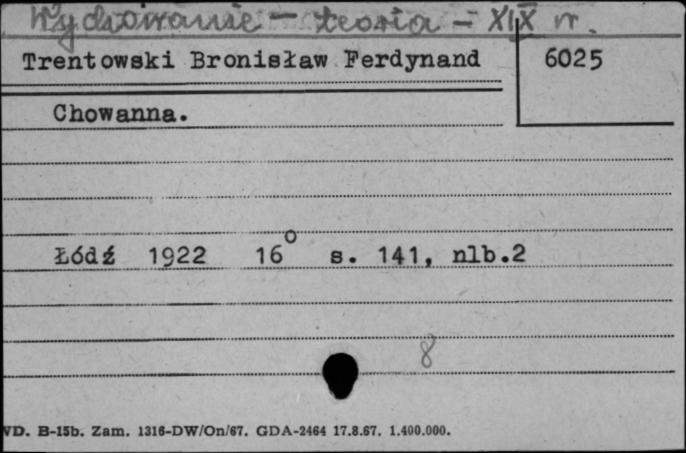 Wychowanie - teoria - XIX w.
Trentowski Bronisław Ferdynand 6025
Chowanna.
Łódź 1922 16° s. 141, nlb.2
8
WD. B-15b. Zam. 1316-DW/On/67. GDA-2464 17.8.67. 1.400.000.